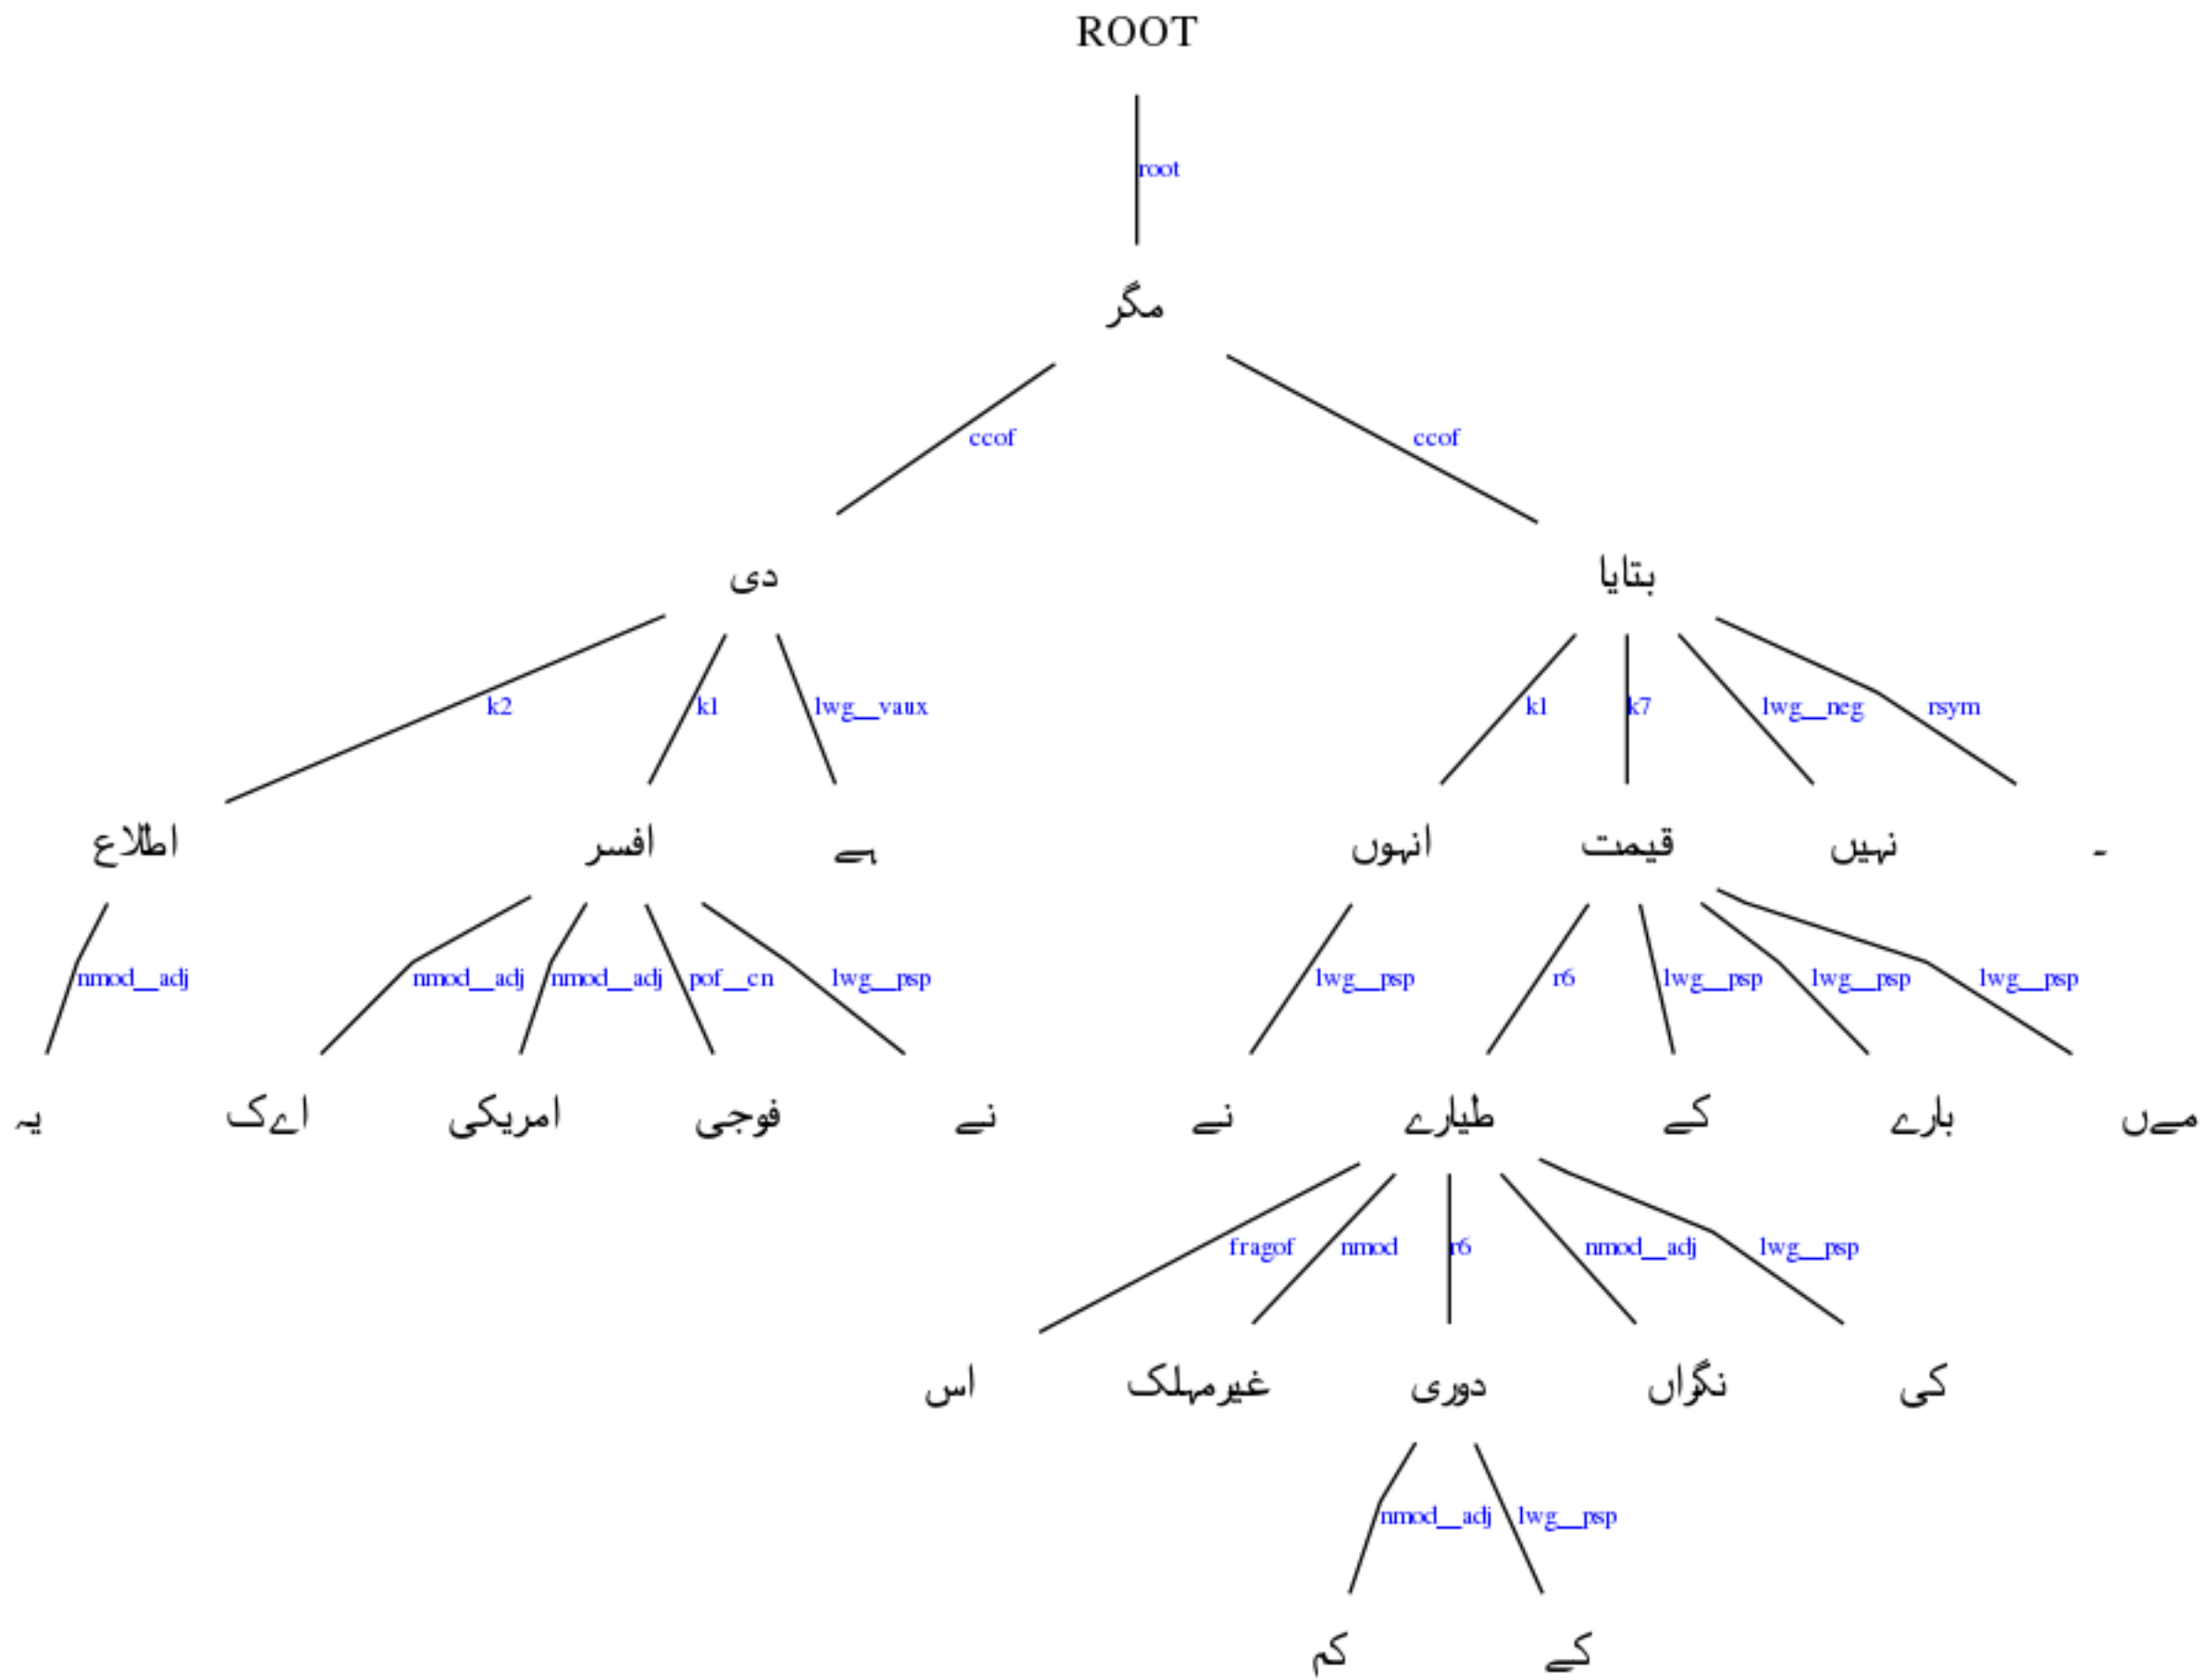 ROOT
root
مگر
ccof ccof
دی بتایا
k2 k1 lwg__vaux k1 k7 lwg__neg rsym
اطلاع افسر ہے انہوں قیمت نہیں ۔
nmod__adj nmod__adj nmod__adj pof__cn lwg__psp lwg__psp r6 lwg__psp lwg__psp lwg__psp
یہ اےک امریکی فوجی نے نے طیارے کے بارے مےں
fragof nmod r6 nmod__adj lwg__psp
اس غیرمہلک دوری نگراں کی
nmod__adj lwg__psp
کم کے